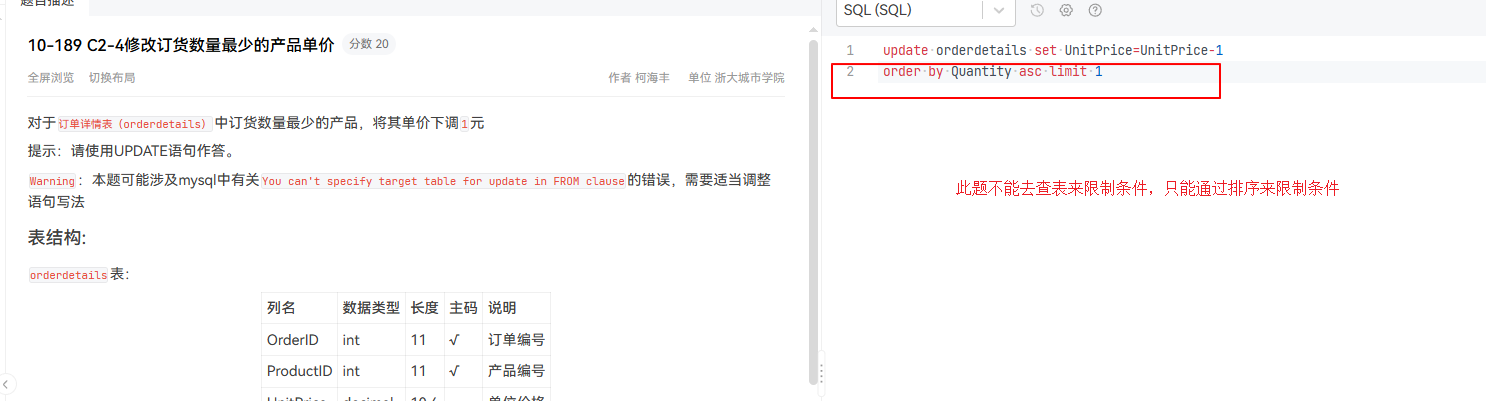 题目描述
10-189 C2-4修改订货数量最少的产品单价 分数 20
全屏浏览 切换布局 作者 柯海丰 单位 浙大城市学院
对于订单详情表（orderdetails）中订货数量最少的产品，将其单价下调1元
提示：请使用UPDATE语句作答。
Warning：本题可能涉及mysql中有关You can't specify target table for update in FROM clause的错误，需要适当调整
语句写法
表结构:
orderdetails表:
列名 数据类型 长度 主码 说明
OrderID int 11 √ 订单编号
ProductID int 11 √ 产品编号
UnitPrice decimal 单位价格
SQL (SQL)
1 update orderdetails set UnitPrice=UnitPrice-1
2 order by Quantity asc limit 1
此题不能去查表来限制条件，只能通过排序来限制条件